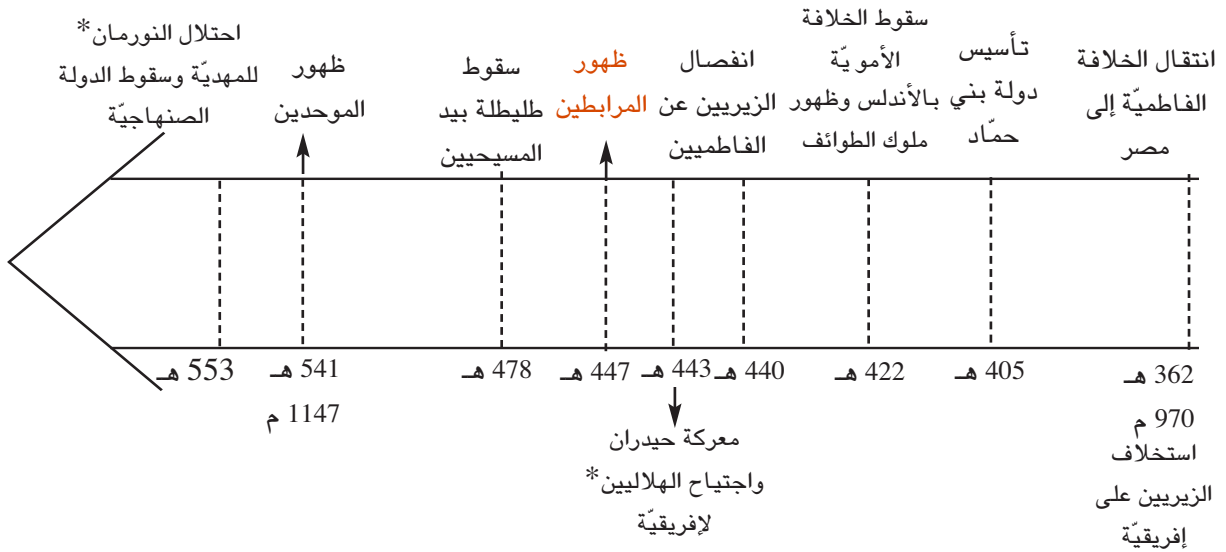 انتقال الخلافة
الفاطميّة إلى
مصر
تأسيس
دولة بني
حمّاد
سقوط الخلافة
الأمويّة
بالأندلس وظهور
ملوك الطوائف
انفصال
الزيريين عن
الفاطميين
ظهور
المرابطين
سقوط
طليطلة بيد
المسيحيين
ظهور
الموحدين
احتلال النورمان*
للمهديّة وسقوط الدولة
الصنهاجيّة
362 هـ
970 م
استخلاف
الزيريين على
إفريقيّة
405 هـ
422 هـ
440 هـ
443 هـ
معركة حيدران
واجتياح الهلاليين*
لإفريقيّة
447 هـ
478 هـ
541 هـ
1147 م
553 هـ